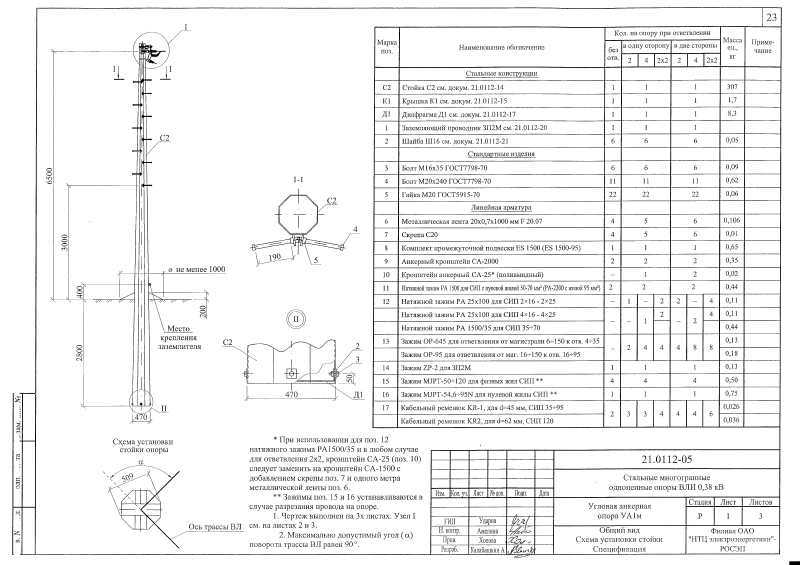 23
I
1 1
С2
6500
3000
ø не менее 1000
400
200
Место
крепления
заземлителя
2800
II
470
I-I
С2
4
190
5
II
С2
2
3
50
470
Д1
Схема установки
стойки опоры
α
509
Ось трассы ВЛ
* При использовании для поз. 12
натяжного зажима РА1500/35 и в любом случае
для ответвления 2х2, кронштейн СА-25 (поз. 10)
следует заменить на кронштейн СА-1500 с
добавлением скрепы поз. 7 и одного метра
металлической ленты поз. 6.
** Зажимы поз. 15 и 16 устанавливаются в
случае разрезания провода на опоре.
1. Чертеж выполнен на 3х листах. Узел I
см. на листах 2 и 3.
2. Максимально допустимый угол (α)
поворота трассы ВЛ равен 90°.
Марка поз. Наименование обозначение Кол. на опору при ответвлении Масса ед., кг Приме-чание
без отв. в одну сторону в две стороны
2 4 2х2 2 4 2х2
Стальные конструкции
С2 Стойка С2 см. докум. 21.0112-14 1 1 1 307
К1 Крышка К1 см. докум. 21.0112-15 1 1 1 1,7
Д1 Диафрагма Д1 см. докум. 21.0112-17 1 1 1 8,3
1 Заземляющий проводник ЗП2М см. 21.0112-20 1 1 1
2 Шайба Ш16 см. докум. 21.0112-21 6 6 6 0,05
Стандартные изделия
3 Болт М16х35 ГОСТ7798-70 6 6 6 0,09
4 Болт М20х240 ГОСТ7798-70 11 11 11 0,62
5 Гайка М20 ГОСТ5915-70 22 22 22 0,06
Линейная арматура
6 Металлическая лента 20х0,7х1000 мм F 20.07 4 5 6 0,106
7 Скрепа С20 4 5 6 0,01
8 Комплект промежуточной подвески ES 1500 (ES 1500-95) 1 1 1 0,65
9 Анкерный кронштейн СА-2000 2 2 2 0,35
10 Кронштейн анкерный СА-25* (полиамидный) – 1 2 0,02
11 Натяжной зажим РА 1500 для СИП с нулевой жилой 50-70 мм² (РА-2200 с жилой 95 мм²) 2 2 2 0,44
12 Натяжной зажим РА 25х100 для СИП 2×16 - 2×25 – 1 – 2 2 – 4 0,11
Натяжной зажим РА 25х100 для СИП 4×16 - 4×25 – – 1 2 – 2 4 0,11
Натяжной зажим РА 1500/35 для СИП 35÷70 – 0,44
13 Зажим ОР-645 для ответвления от магистрали 6÷150 к отв. 4÷35 – 2 4 4 4 8 8 0,13
Зажим ОР-95 для ответвления от маг. 16÷150 к отв. 16÷95 0,18
14 Зажим ZP-2 для ЗП2М 1 1 1 0,13
15 Зажим MJPT-50÷120 для фазных жил СИП ** 4 4 4 0,50
16 Зажим MJPT-54,6÷95N для нулевой жилы СИП ** 1 1 1 0,75
17 Кабельный ремешок KR-1, для d=45 мм, СИП 35÷95 2 3 3 4 4 4 6 0,026
Кабельный ремешок KR2, для d=62 мм, СИП 120 0,036
21.0112-05
Стальные многогранные
одноцепные опоры ВЛИ 0,38 кВ
Изм. Кол. уч. Лист № док. Подп. Дата
Угловая анкерная
опора УА1м
Стадия Лист Листов
Р 1 3
ГИП Ударов
Н. контр. Амелина
Пров. Холова
Разраб. Калабашкин А.
Общий вид
Схема установки стойки
Спецификация
Филиал ОАО
"НТЦ электроэнергетики"-
РОСЭП